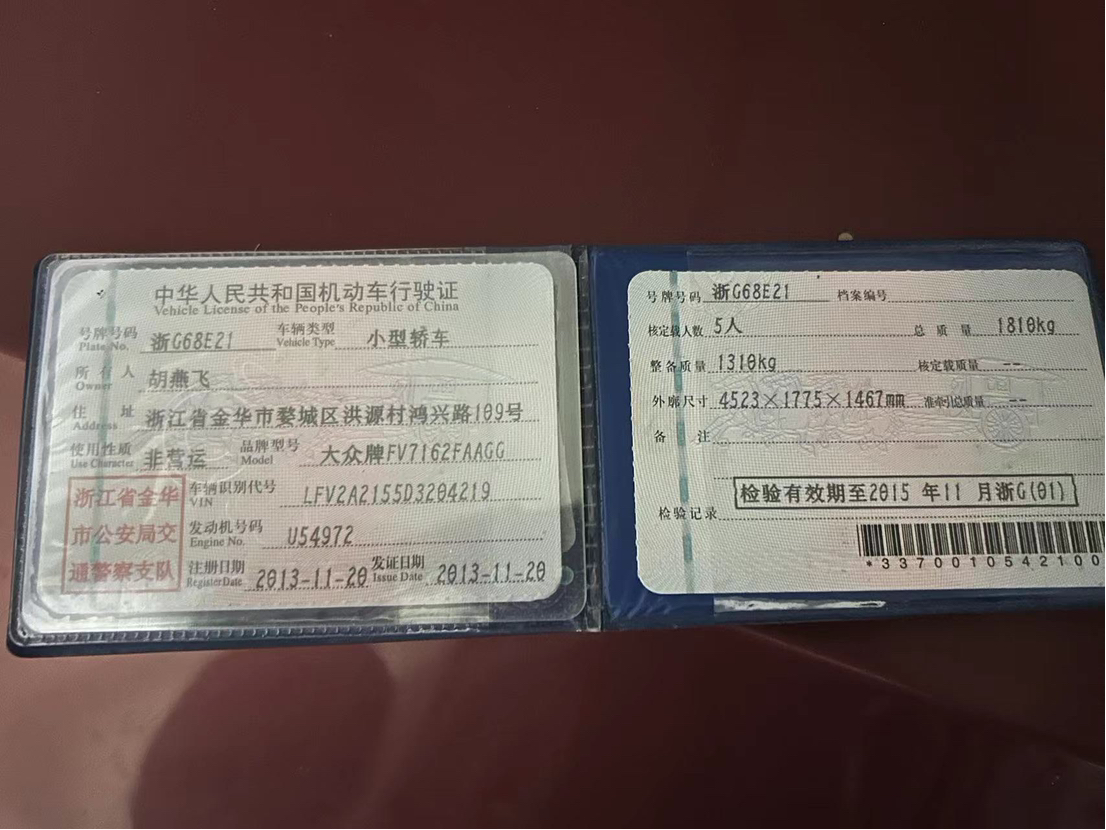 中华人民共和国机动车行驶证
Vehicle License of the People's Republic of China
号牌号码 Plate No. 浙G68E21 车辆类型 Vehicle Type 小型轿车
所有人 Owner 胡燕飞
住址 Address 浙江省金华市婺城区洪源村鸿兴路109号
使用性质 Use Character 非营运 品牌型号 Model 大众牌FV7162FAAGG
浙江省金华市公安局交通警察支队
车辆识别代号 VIN LFV2A2155D3204219
发动机号码 Engine No. U54972
注册日期 Register Date 2013-11-20 发证日期 Issue Date 2013-11-20
号牌号码 浙G68E21 档案编号
核定载人数 5人 总质量 1810kg
整备质量 1310kg 核定载质量 --
外廓尺寸 4523×1775×1467mm 准牵引总质量 --
备注
检验有效期至2015 年11 月浙G(01)
检验记录
*3370010542100